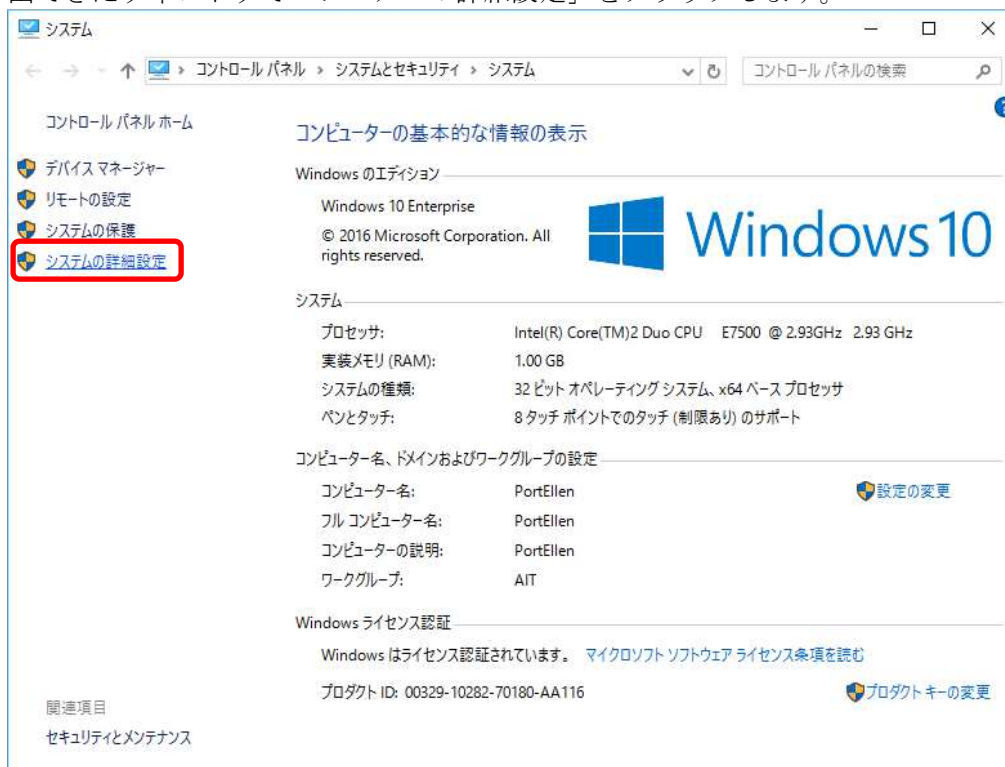 システム
コントロール パネル › システムとセキュリティ › システム
コントロール パネルの検索
コントロール パネル ホーム
デバイス マネージャー
リモートの設定
システムの保護
システムの詳細設定
コンピューターの基本的な情報の表示
Windows のエディション
Windows 10 Enterprise
© 2016 Microsoft Corporation. All
rights reserved.
Windows 10
システム
プロセッサ: Intel(R) Core(TM)2 Duo CPU E7500 @ 2.93GHz 2.93 GHz
実装メモリ (RAM): 1.00 GB
システムの種類: 32 ビット オペレーティング システム、x64 ベース プロセッサ
ペンとタッチ: 8 タッチ ポイントでのタッチ (制限あり) のサポート
コンピューター名、ドメインおよびワークグループの設定
コンピューター名: PortEllen 設定の変更
フル コンピューター名: PortEllen
コンピューターの説明: PortEllen
ワークグループ: AIT
Windows ライセンス認証
Windows はライセンス認証されています。 マイクロソフト ソフトウェア ライセンス条項を読む
プロダクト ID: 00329-10282-70180-AA116 プロダクト キーの変更
関連項目
セキュリティとメンテナンス